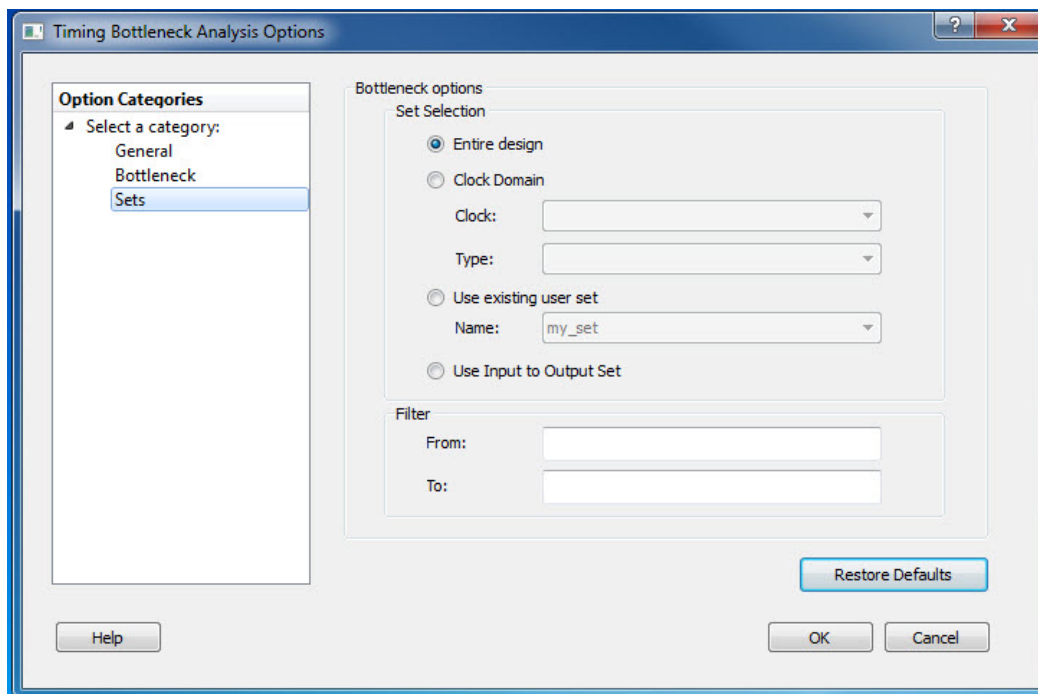 Timing Bottleneck Analysis Options
?
X
Option Categories
Select a category:
General
Bottleneck
Sets
Bottleneck options
Set Selection
Entire design
Clock Domain
Clock:
Type:
Use existing user set
Name: my_set
Use Input to Output Set
Filter
From:
To:
Restore Defaults
Help
OK Cancel